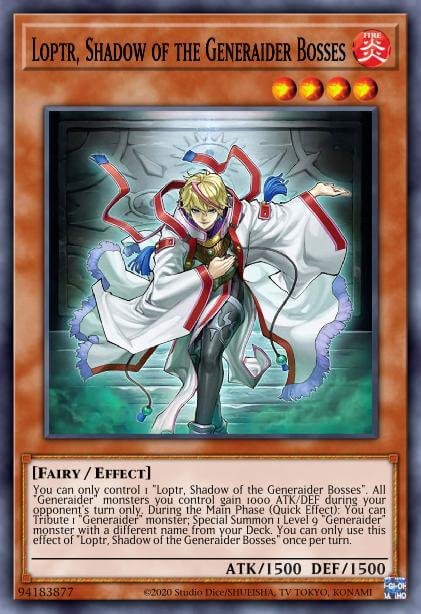 Loptr, Shadow of the Generaider Bosses
FIRE
炎
[Fairy / Effect]
You can only control 1 "Loptr, Shadow of the Generaider Bosses". All
"Generaider" monsters you control gain 1000 ATK/DEF during your
opponent's turn only. During the Main Phase (Quick Effect): You can
Tribute 1 "Generaider" monster; Special Summon 1 Level 9 "Generaider"
monster with a different name from your Deck. You can only use this
effect of "Loptr, Shadow of the Generaider Bosses" once per turn.
ATK/1500 DEF/1500
94183877
©2020 Studio Dice/SHUEISHA, TV TOKYO, KONAMI